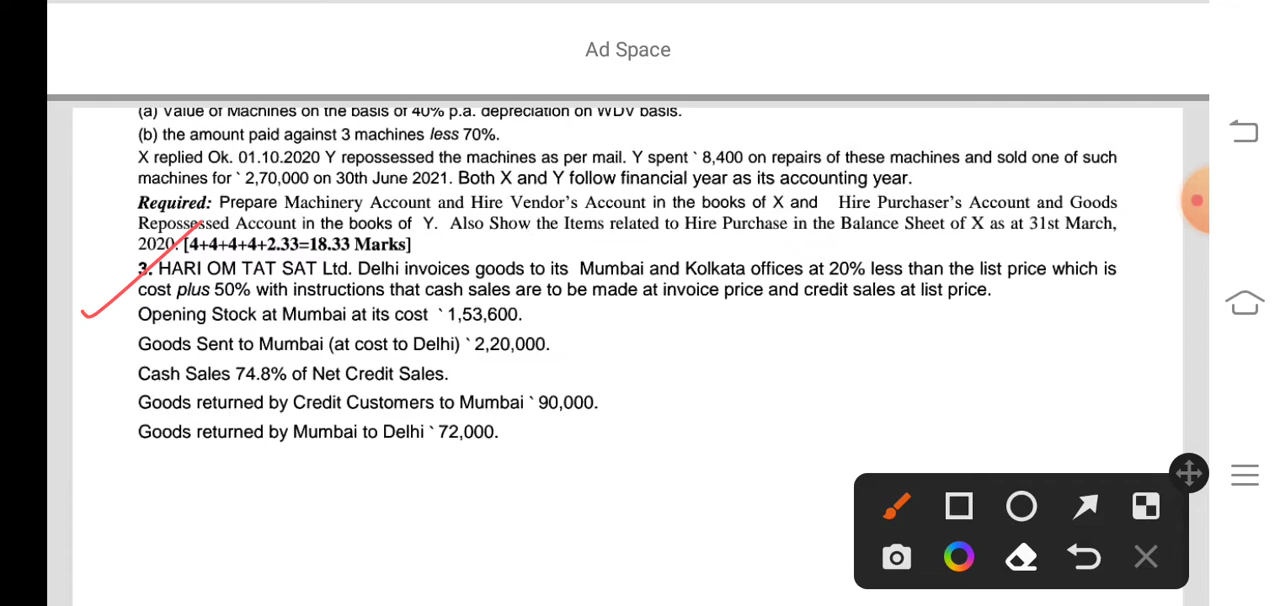 Ad Space
(a) Value of Machines on the basis of 40% p.a. depreciation on WDV basis.
(b) the amount paid against 3 machines less 70%.
X replied Ok. 01.10.2020 Y repossessed the machines as per mail. Y spent ` 8,400 on repairs of these machines and sold one of such
machines for ` 2,70,000 on 30th June 2021. Both X and Y follow financial year as its accounting year.
Required: Prepare Machinery Account and Hire Vendor's Account in the books of X and Hire Purchaser's Account and Goods
Repossessed Account in the books of Y. Also Show the Items related to Hire Purchase in the Balance Sheet of X as at 31st March,
2020. [4+4+4+4+2.33=18.33 Marks]
3. HARI OM TAT SAT Ltd. Delhi invoices goods to its Mumbai and Kolkata offices at 20% less than the list price which is
cost plus 50% with instructions that cash sales are to be made at invoice price and credit sales at list price.
Opening Stock at Mumbai at its cost ` 1,53,600.
Goods Sent to Mumbai (at cost to Delhi) ` 2,20,000.
Cash Sales 74.8% of Net Credit Sales.
Goods returned by Credit Customers to Mumbai ` 90,000.
Goods returned by Mumbai to Delhi ` 72,000.